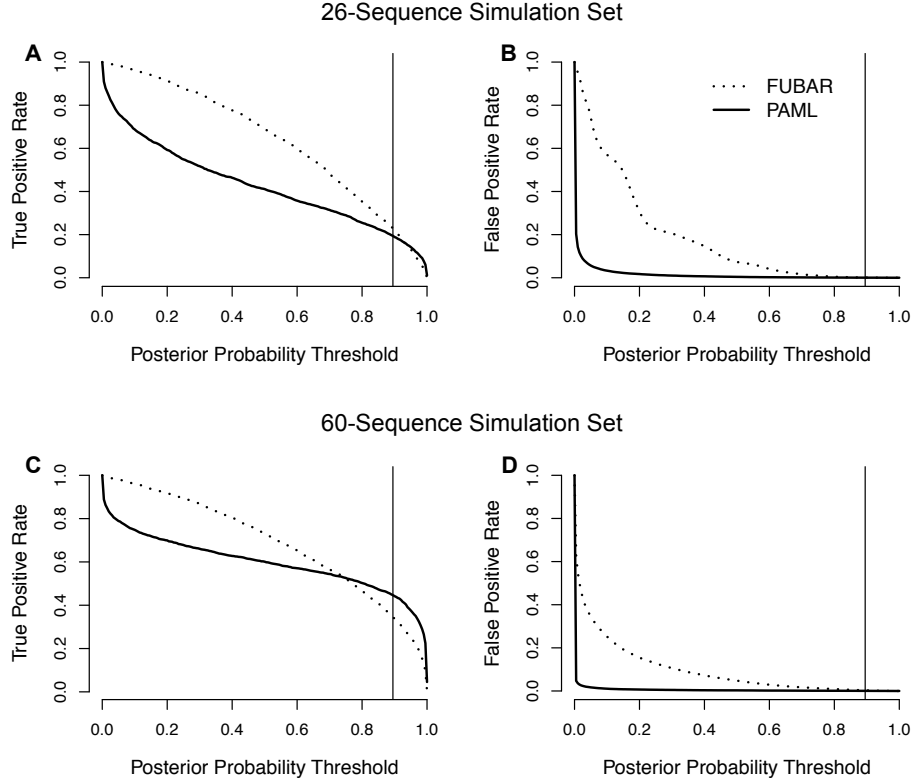 26-Sequence Simulation Set
A
True Positive Rate
1.0
0.8
0.6
0.4
0.2
0.0
0.0 0.2 0.4 0.6 0.8 1.0
Posterior Probability Threshold
B
False Positive Rate
1.0
0.8
0.6
0.4
0.2
0.0
FUBAR
PAML
0.0 0.2 0.4 0.6 0.8 1.0
Posterior Probability Threshold
60-Sequence Simulation Set
C
True Positive Rate
1.0
0.8
0.6
0.4
0.2
0.0
0.0 0.2 0.4 0.6 0.8 1.0
Posterior Probability Threshold
D
False Positive Rate
1.0
0.8
0.6
0.4
0.2
0.0
0.0 0.2 0.4 0.6 0.8 1.0
Posterior Probability Threshold